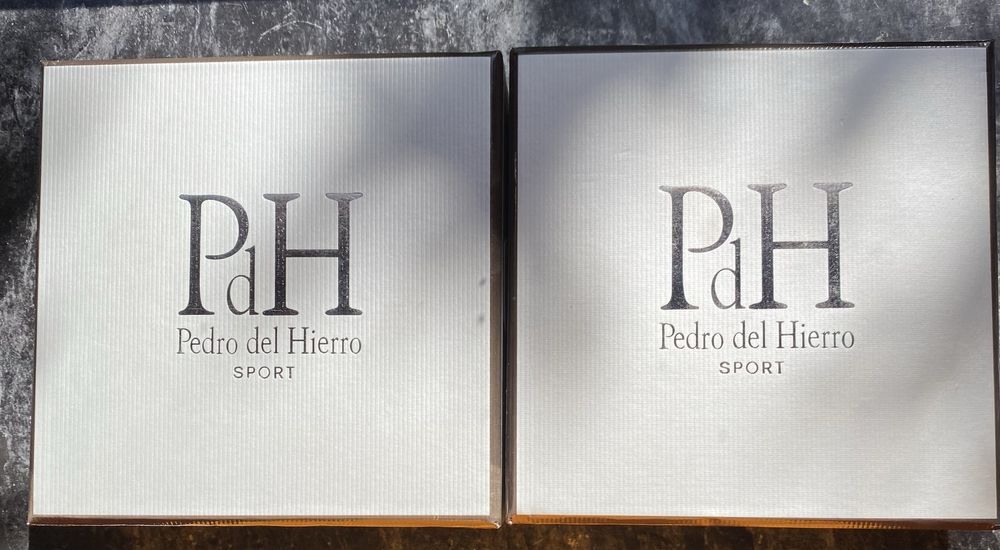 PdH
Pedro del Hierro
SPORT
PdH
Pedro del Hierro
SPORT